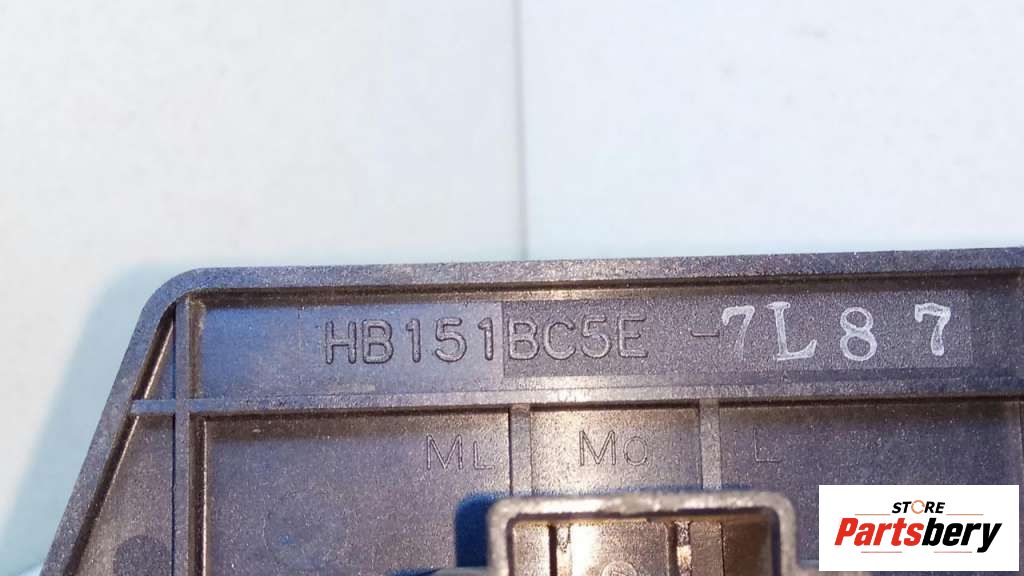 HB151BC5E -7L87
ML Mo L
STORE
Partsbery